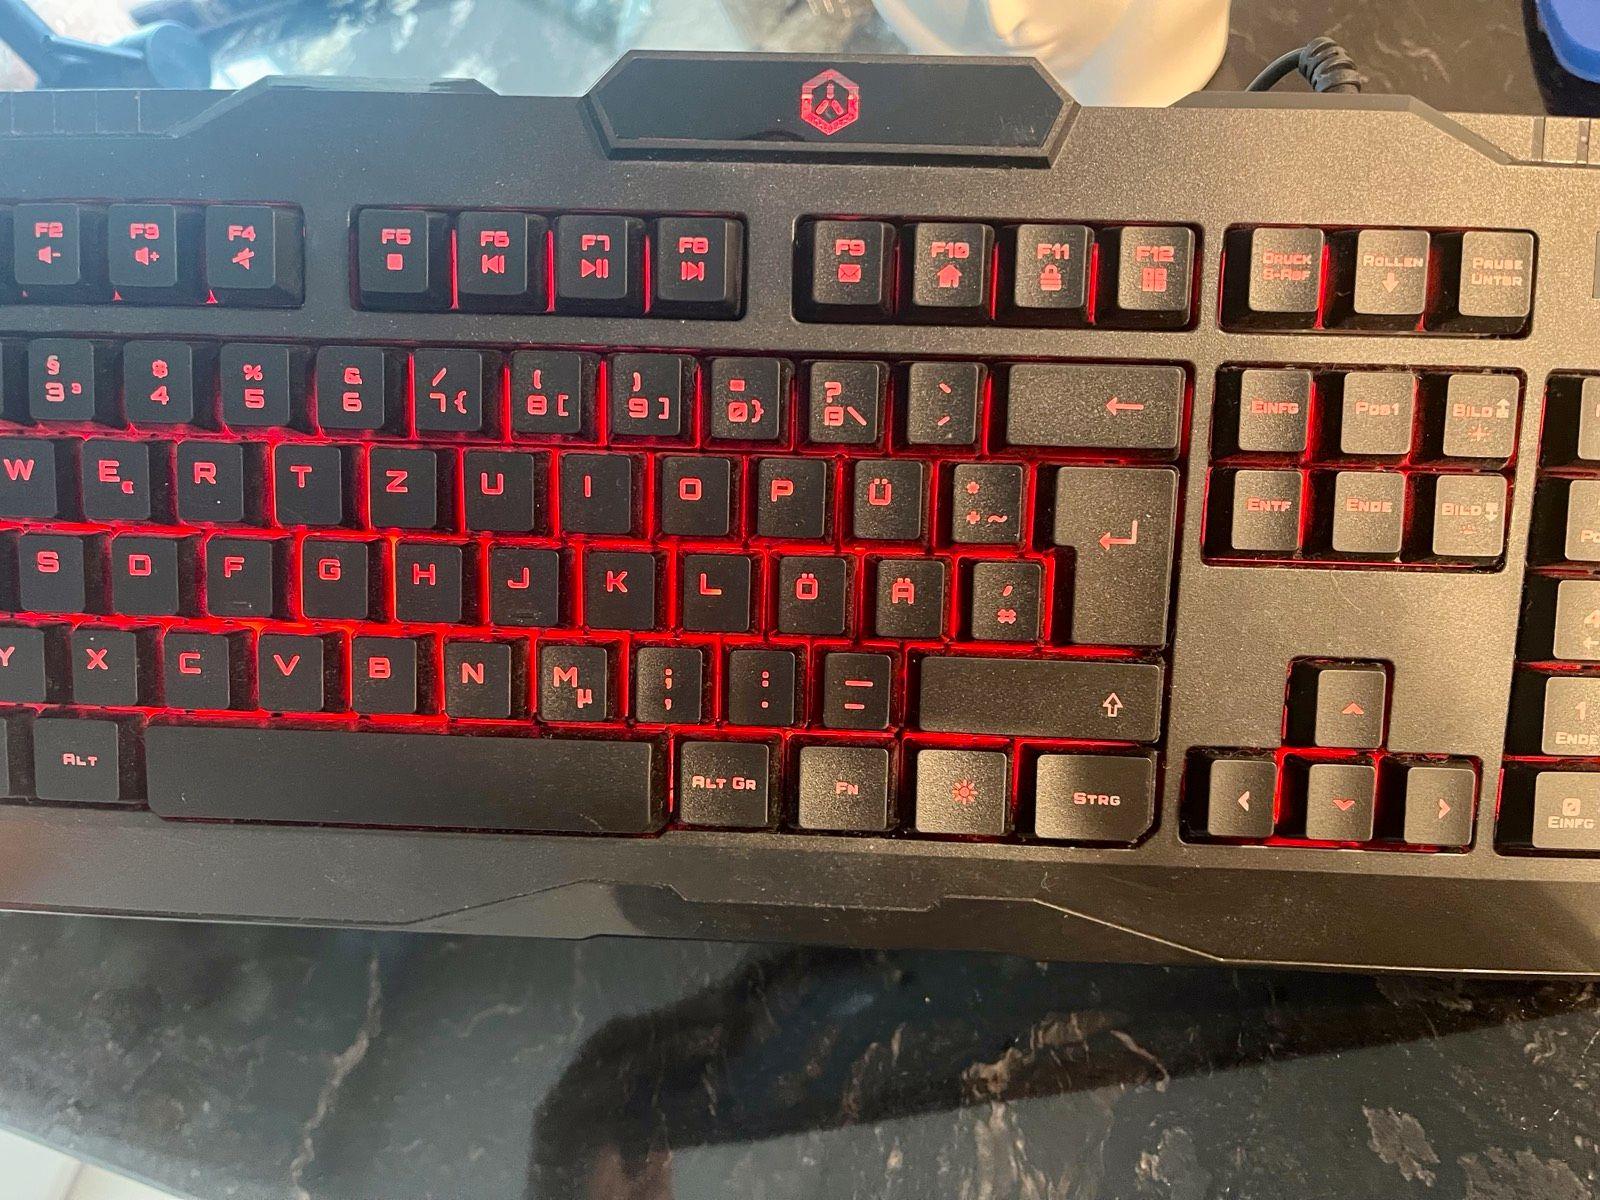 F2 F3 F4 F5 F6 F7 F8 F9 F10 F11 F12 DRUCK ROLLEN PAUSE
S-ABF UNTBR
§ $ % & / ( ) = ? `
3 ³ 4 5 6 7 { 8 [ 9 ] 0 } ß \ ´ EINFG POS1 BILD
W E € R T Z U I O P Ü * + ~ ENTF ENDE BILD
S D F G H J K L Ö Ä ' # 4
Y X C V B N M µ ; , : . _ - 1
ENDE
ALT ALT GR FN STRG 0
EINFG